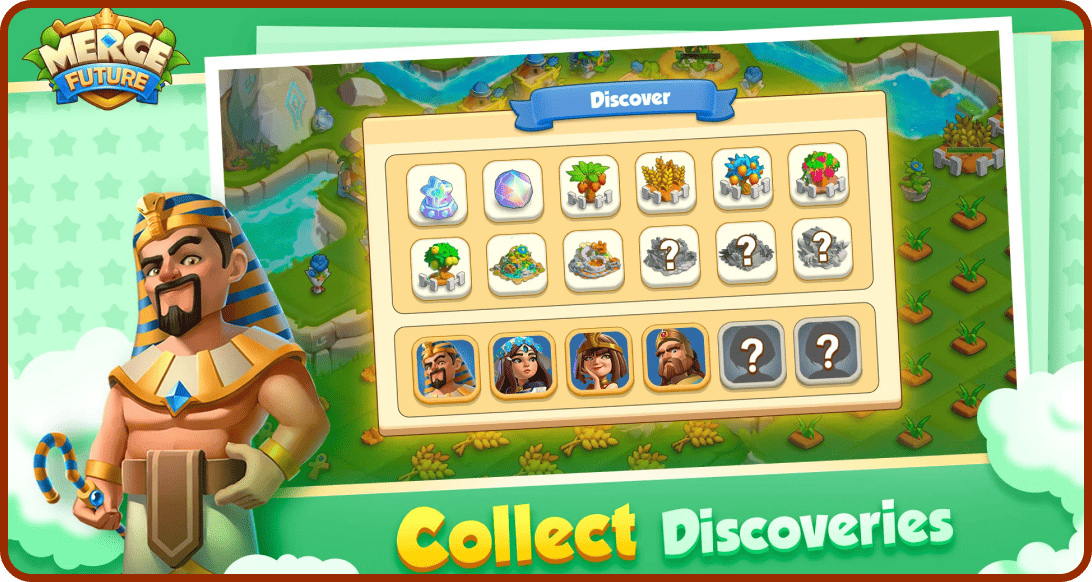 MERGE
FUTURE
Discover
? ? ?
? ?
Collect Discoveries